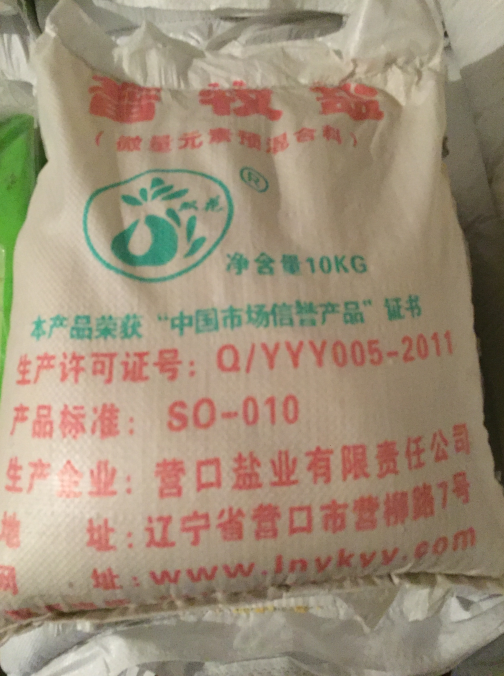 畜牧盐
(微量元素预混合料)
双花
®
净含量10KG
本产品荣获“中国市场信誉产品”证书
生产许可证号：Q/YYY005-2011
产品标准：SO-010
生产企业：营口盐业有限责任公司
地 址：辽宁省营口市营柳路7号
网 址：www.lnykyy.com